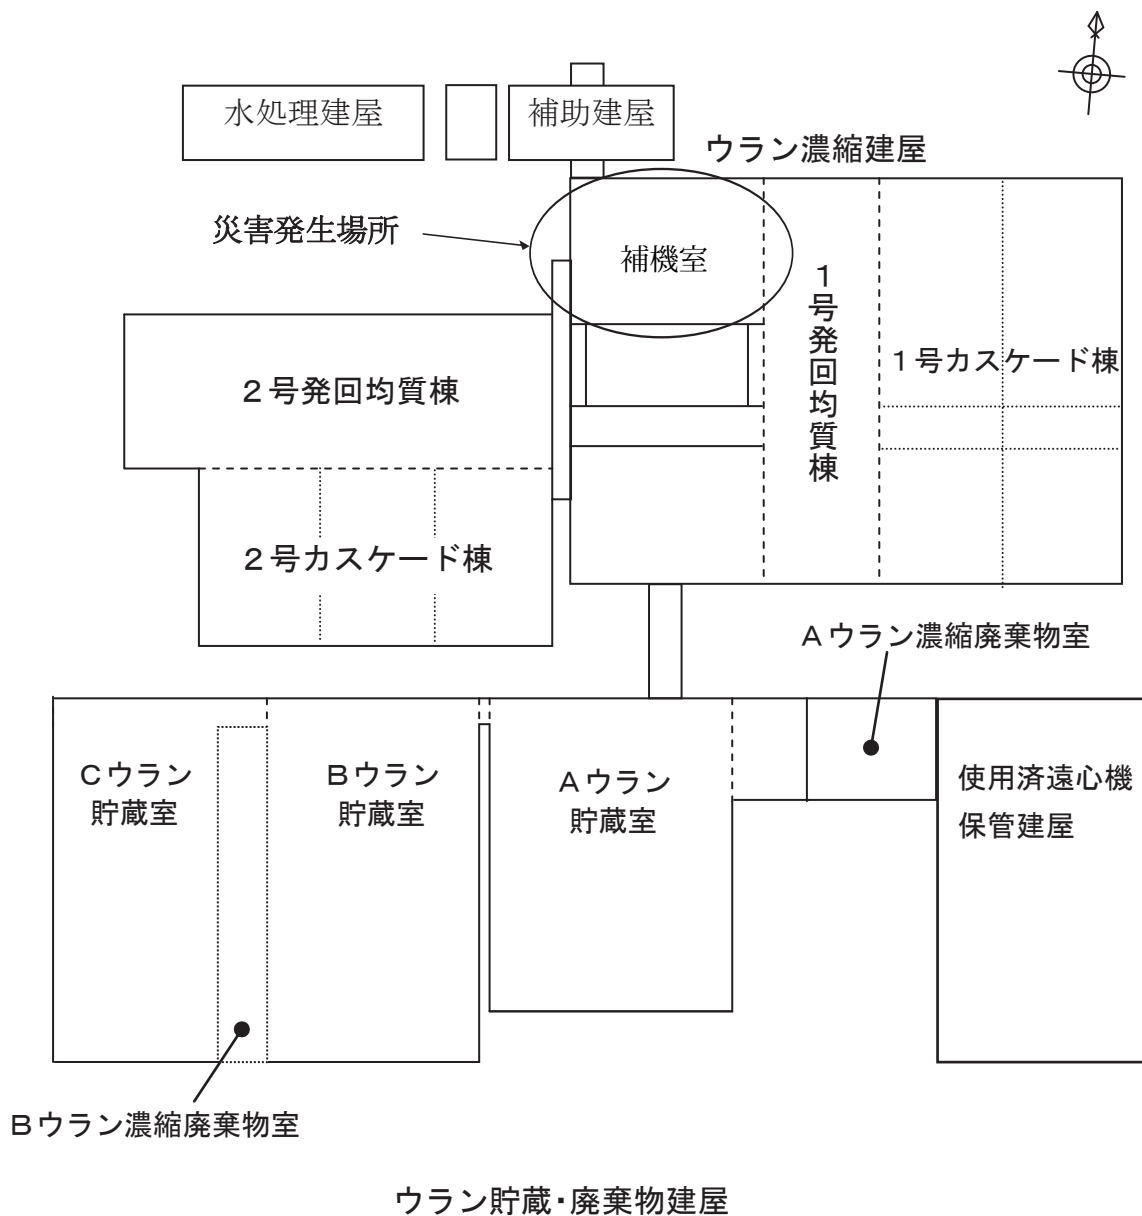 水処理建屋
補助建屋
ウラン濃縮建屋
災害発生場所
補機室
1号発回均質棟
1号カスケード棟
2号発回均質棟
2号カスケード棟
Aウラン濃縮廃棄物室
Cウラン
貯蔵室
Bウラン
貯蔵室
Aウラン
貯蔵室
使用済遠心機
保管建屋
Bウラン濃縮廃棄物室
ウラン貯蔵・廃棄物建屋